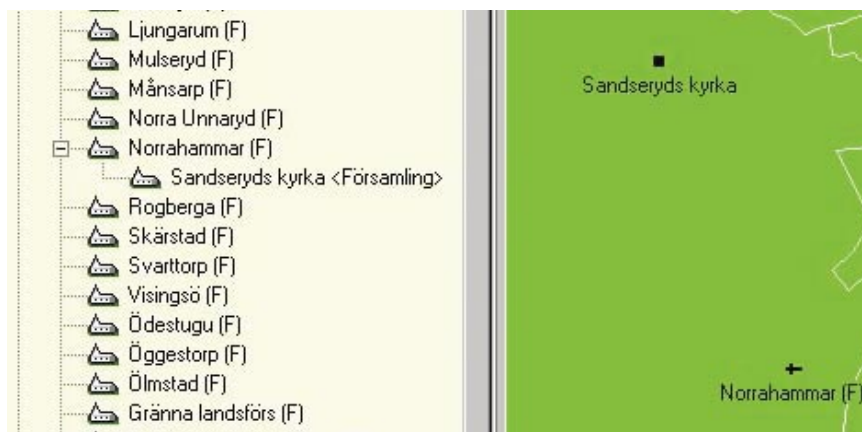 Ljungarum (F)
Mulseryd (F)
Månsarp (F)
Norra Unnaryd (F)
Norrahammar (F)
Sandseryds kyrka <Församling>
Rogberga (F)
Skärstad (F)
Svarttorp (F)
Visingsö (F)
Ödestugu (F)
Öggestorp (F)
Ölmstad (F)
Gränna landsförs (F)
Sandseryds kyrka
Norrahammar (F)